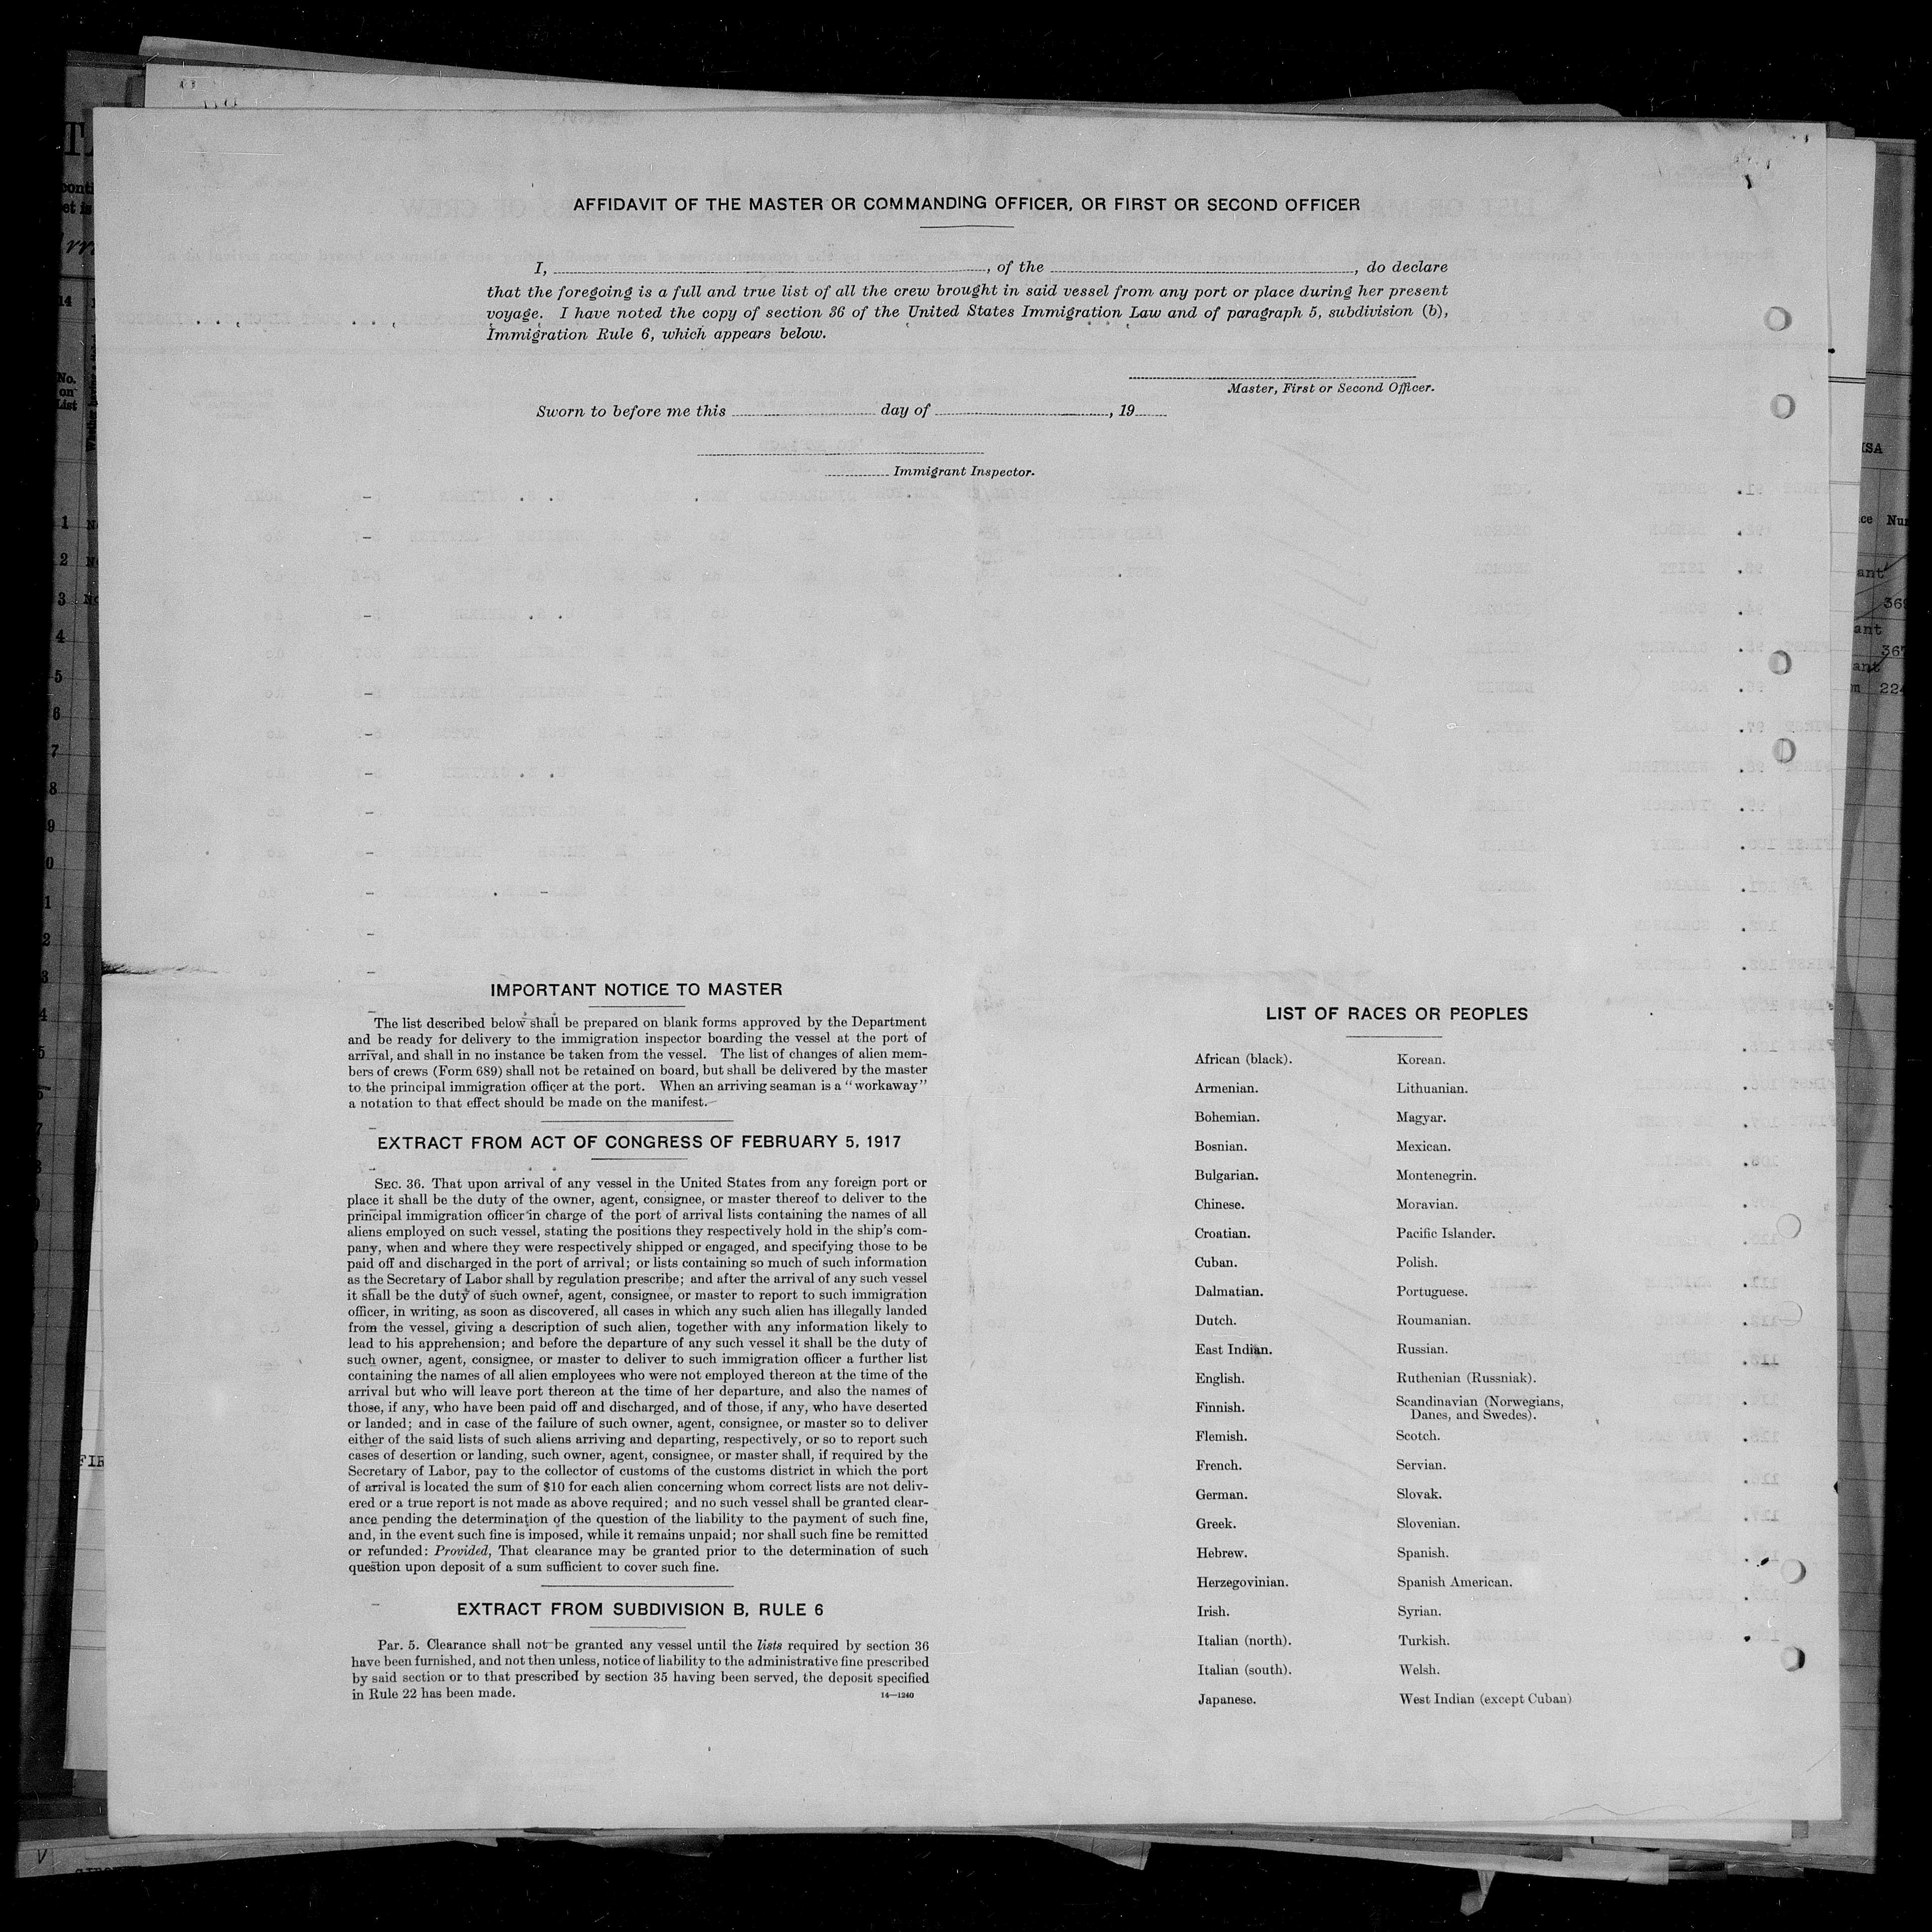 AFFIDAVIT OF THE MASTER OR COMMANDING OFFICER, OR FIRST OR SECOND OFFICER
I, , of the , do declare
that the foregoing is a full and true list of all the crew brought in said vessel from any port or place during her present
voyage. I have noted the copy of section 36 of the United States Immigration Law and of paragraph 5, subdivision (b),
Immigration Rule 6, which appears below.
Master, First or Second Officer.
Sworn to before me this day of , 19
Immigrant Inspector.
IMPORTANT NOTICE TO MASTER
The list described below shall be prepared on blank forms approved by the Department
and be ready for delivery to the immigration inspector boarding the vessel at the port of
arrival, and shall in no instance be taken from the vessel. The list of changes of alien mem-
bers of crews (Form 689) shall not be retained on board, but shall be delivered by the master
to the principal immigration officer at the port. When an arriving seaman is a "workaway"
a notation to that effect should be made on the manifest.
EXTRACT FROM ACT OF CONGRESS OF FEBRUARY 5, 1917
SEC. 36. That upon arrival of any vessel in the United States from any foreign port or
place it shall be the duty of the owner, agent, consignee, or master thereof to deliver to the
principal immigration officer in charge of the port of arrival lists containing the names of all
aliens employed on such vessel, stating the positions they respectively hold in the ship's com-
pany, when and where they were respectively shipped or engaged, and specifying those to be
paid off and discharged in the port of arrival; or lists containing so much of such information
as the Secretary of Labor shall by regulation prescribe; and after the arrival of any such vessel
it shall be the duty of such owner, agent, consignee, or master to report to such immigration
officer, in writing, as soon as discovered, all cases in which any such alien has illegally landed
from the vessel, giving a description of such alien, together with any information likely to
lead to his apprehension; and before the departure of any such vessel it shall be the duty of
such owner, agent, consignee, or master to deliver to such immigration officer a further list
containing the names of all alien employees who were not employed thereon at the time of the
arrival but who will leave port thereon at the time of her departure, and also the names of
those, if any, who have been paid off and discharged, and of those, if any, who have deserted
or landed; and in case of the failure of such owner, agent, consignee, or master so to deliver
either of the said lists of such aliens arriving and departing, respectively, or so to report such
cases of desertion or landing, such owner, agent, consignee, or master shall, if required by the
Secretary of Labor, pay to the collector of customs of the customs district in which the port
of arrival is located the sum of $10 for each alien concerning whom correct lists are not deliv-
ered or a true report is not made as above required; and no such vessel shall be granted clear-
ance pending the determination of the question of the liability to the payment of such fine,
and, in the event such fine is imposed, while it remains unpaid; nor shall such fine be remitted
or refunded: Provided, That clearance may be granted prior to the determination of such
question upon deposit of a sum sufficient to cover such fine.
EXTRACT FROM SUBDIVISION B, RULE 6
Par. 5. Clearance shall not be granted any vessel until the lists required by section 36
have been furnished, and not then unless, notice of liability to the administrative fine prescribed
by said section or to that prescribed by section 35 having been served, the deposit specified
in Rule 22 has been made.
14—1240
LIST OF RACES OR PEOPLES
African (black).
Armenian.
Bohemian.
Bosnian.
Bulgarian.
Chinese.
Croatian.
Cuban.
Dalmatian.
Dutch.
East Indian.
English.
Finnish.
Flemish.
French.
German.
Greek.
Hebrew.
Herzegovinian.
Irish.
Italian (north).
Italian (south).
Japanese.
Korean.
Lithuanian.
Magyar.
Mexican.
Montenegrin.
Moravian.
Pacific Islander.
Polish.
Portuguese.
Roumanian.
Russian.
Ruthenian (Russniak).
Scandinavian (Norwegians,
Danes, and Swedes).
Scotch.
Servian.
Slovak.
Slovenian.
Spanish.
Spanish American.
Syrian.
Turkish.
Welsh.
West Indian (except Cuban)